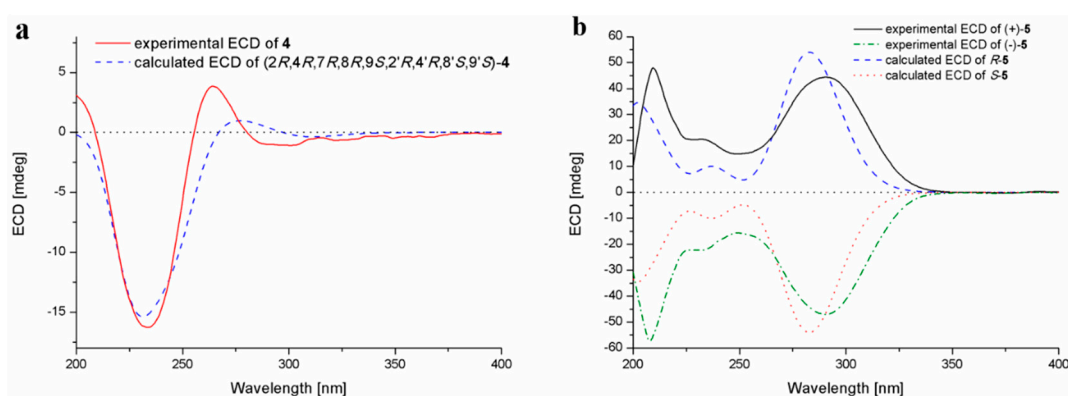 a
experimental ECD of 4
calculated ECD of (2R,4R,7R,8R,9S,2'R,4'R,8'S,9'S)-4
5
0
-5
-10
-15
ECD [mdeg]
200
250
300
350
400
Wavelength [nm]
b
experimental ECD of (+)-5
experimental ECD of (-)-5
calculated ECD of R-5
calculated ECD of S-5
60
50
40
30
20
10
0
-10
-20
-30
-40
-50
-60
ECD [mdeg]
200
250
300
350
400
Wavelength [nm]